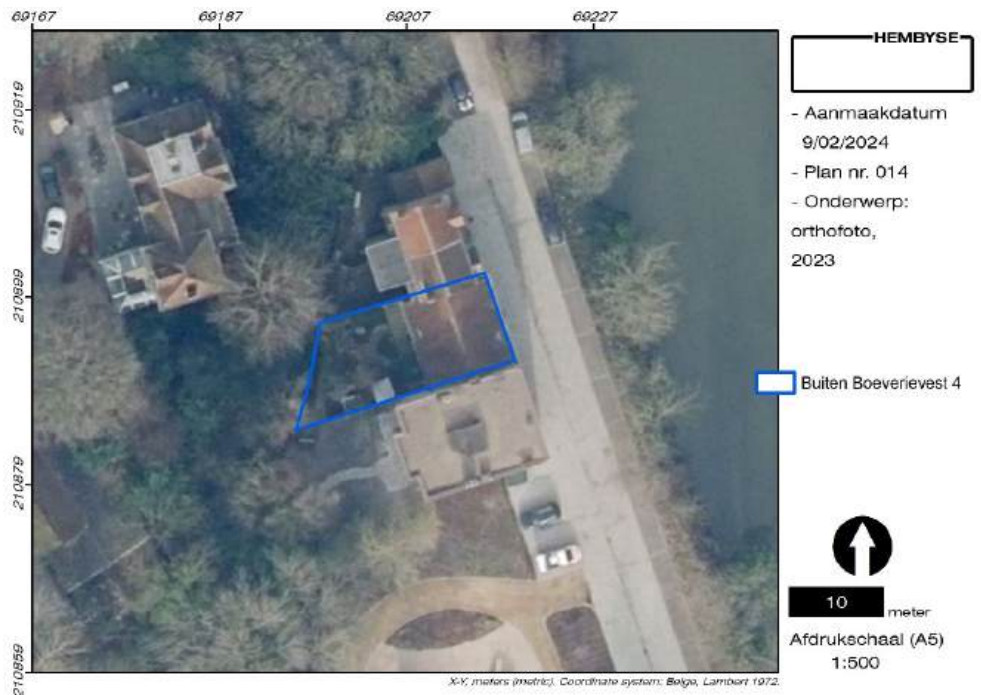 69167 69187 69207 69227
210919
210899
210879
210859
HEMBYSE
- Aanmaakdatum
9/02/2024
- Plan nr. 014
- Onderwerp:
orthofoto,
2023
Buiten Boeverievest 4
10 meter
Afdrukschaal (A5)
1:500
X-Y, meters (metric). Coordinate system: Belge, Lambert 1972.